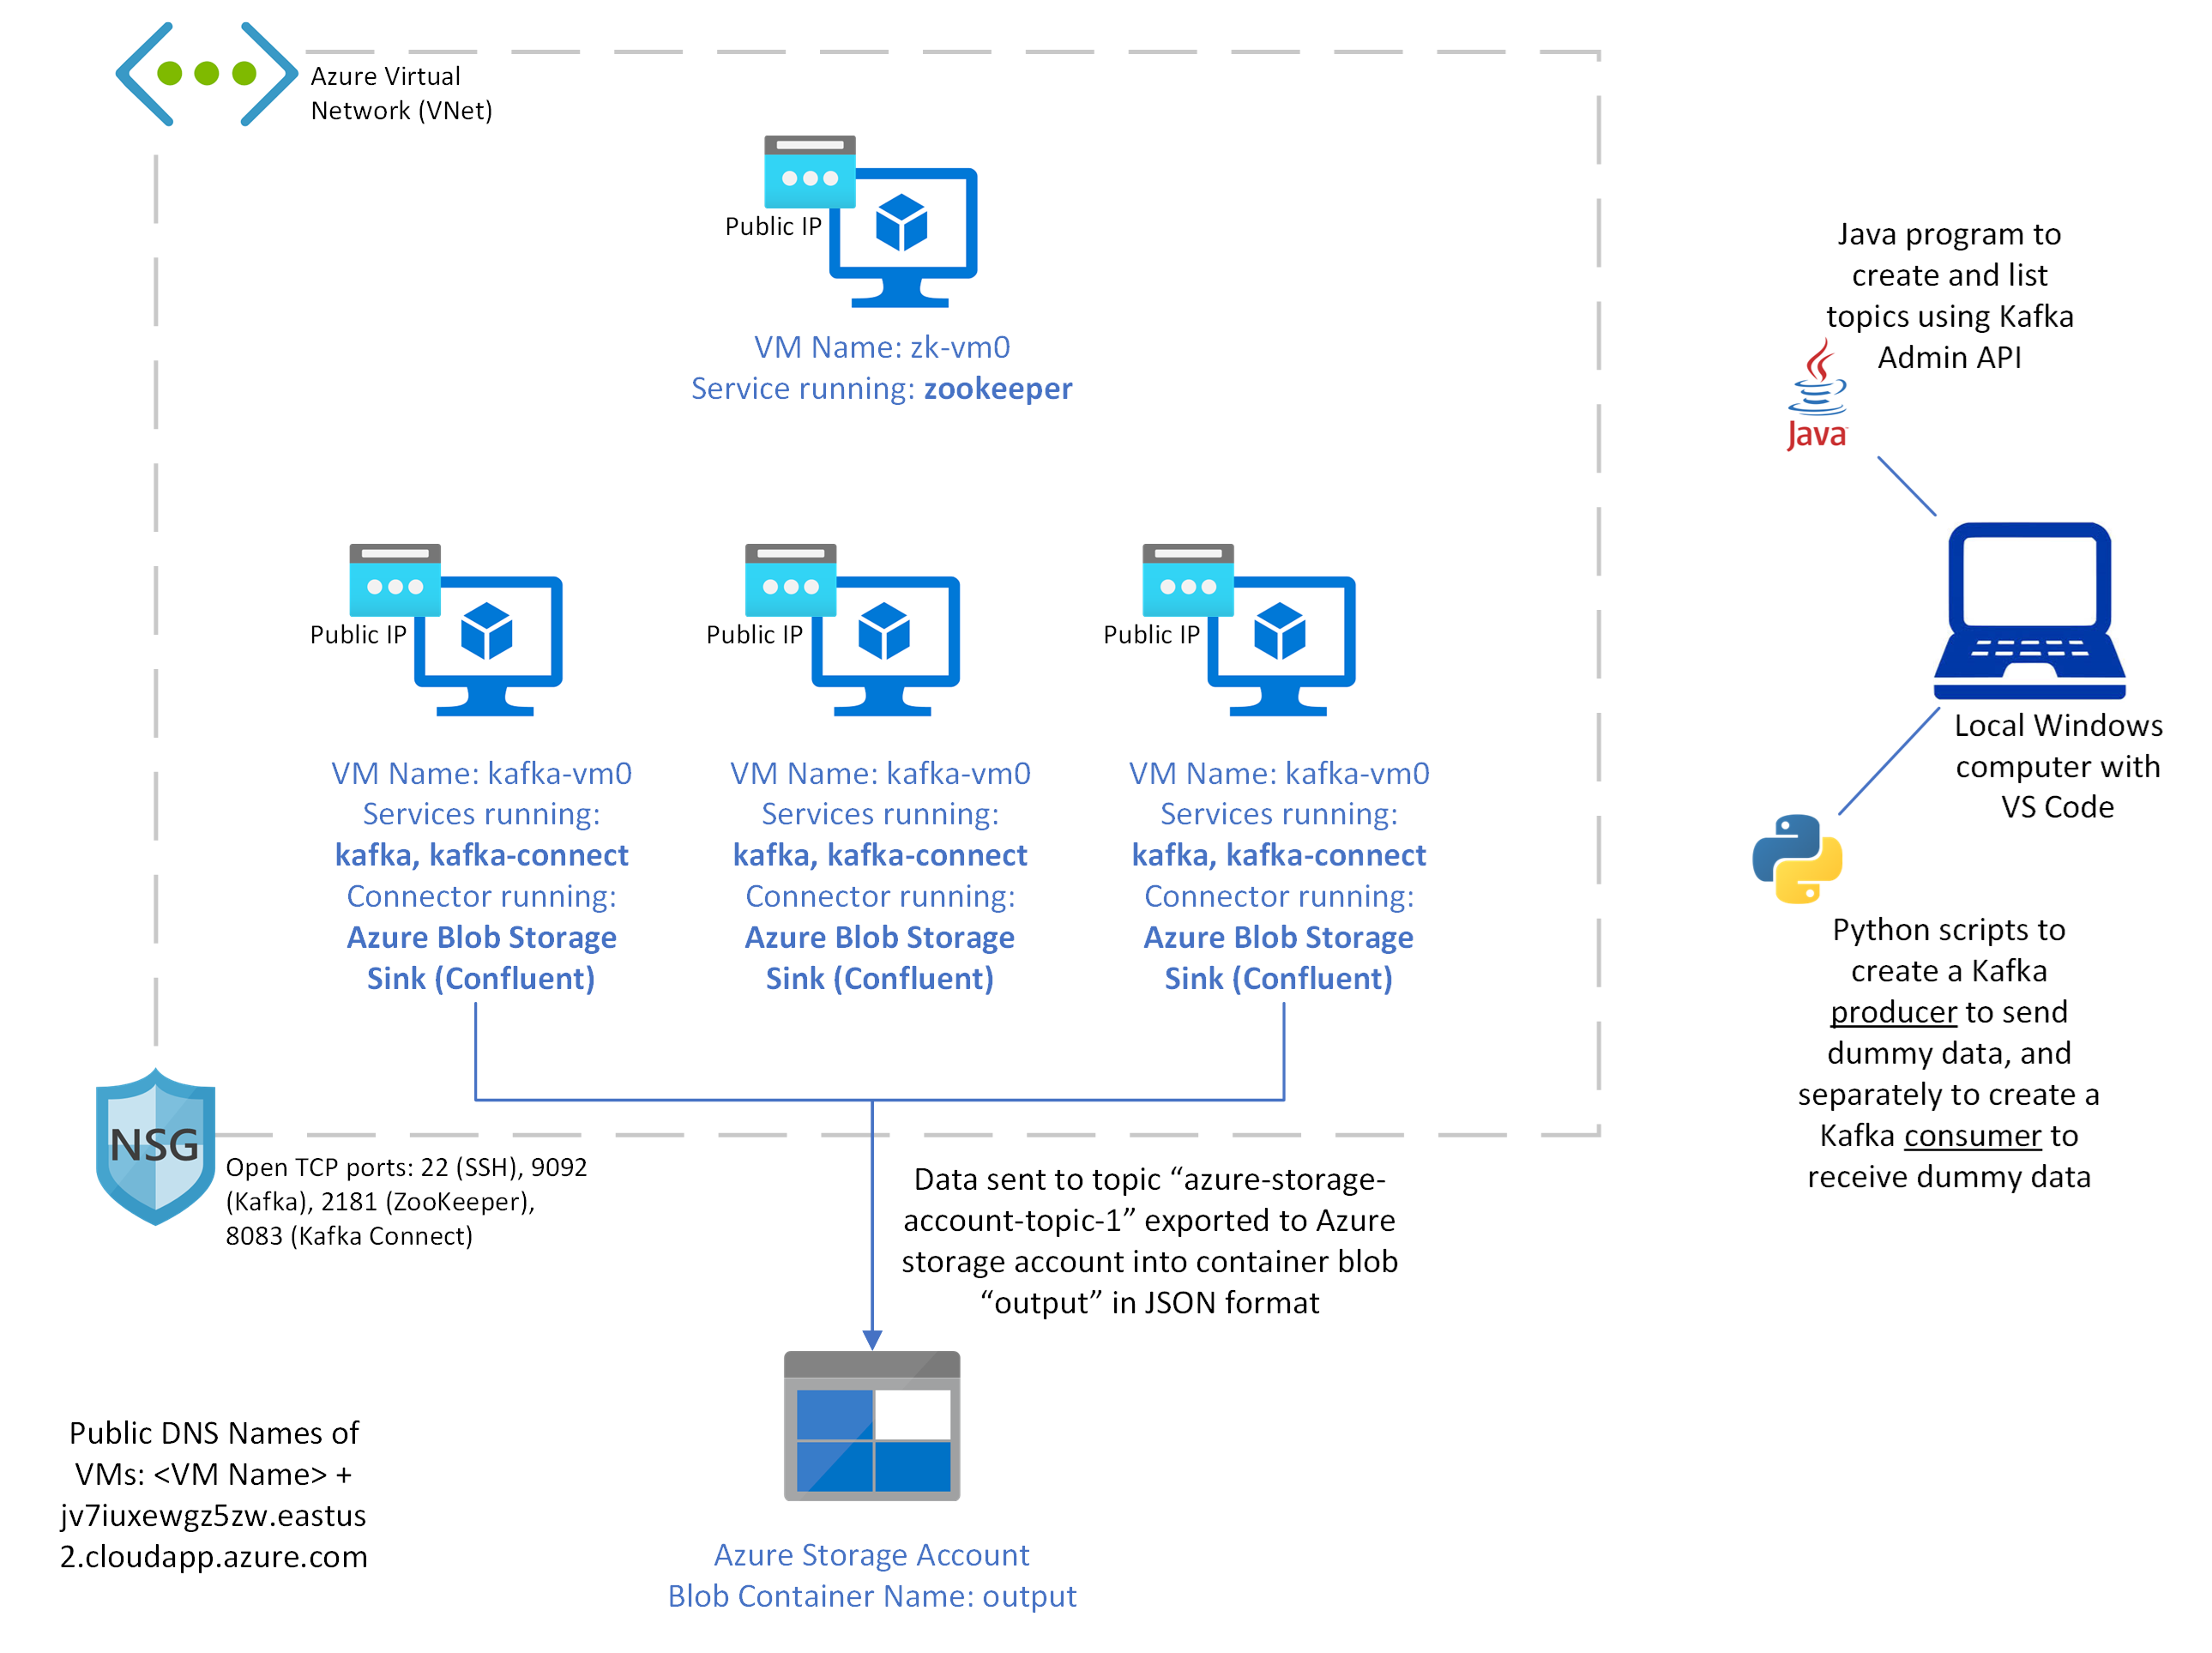 Azure Virtual
Network (VNet)
Public IP
VM Name: zk-vm0
Service running: zookeeper
Public IP
VM Name: kafka-vm0
Services running:
kafka, kafka-connect
Connector running:
Azure Blob Storage
Sink (Confluent)
Public IP
VM Name: kafka-vm0
Services running:
kafka, kafka-connect
Connector running:
Azure Blob Storage
Sink (Confluent)
Public IP
VM Name: kafka-vm0
Services running:
kafka, kafka-connect
Connector running:
Azure Blob Storage
Sink (Confluent)
NSG
Open TCP ports: 22 (SSH), 9092
(Kafka), 2181 (ZooKeeper),
8083 (Kafka Connect)
Data sent to topic “azure-storage-
account-topic-1” exported to Azure
storage account into container blob
“output” in JSON format
Azure Storage Account
Blob Container Name: output
Public DNS Names of
VMs: <VM Name> +
jv7iuxewgz5zw.eastus
2.cloudapp.azure.com
Java program to
create and list
topics using Kafka
Admin API
Java
Local Windows
computer with
VS Code
Python scripts to
create a Kafka
producer to send
dummy data, and
separately to create a
Kafka consumer to
receive dummy data